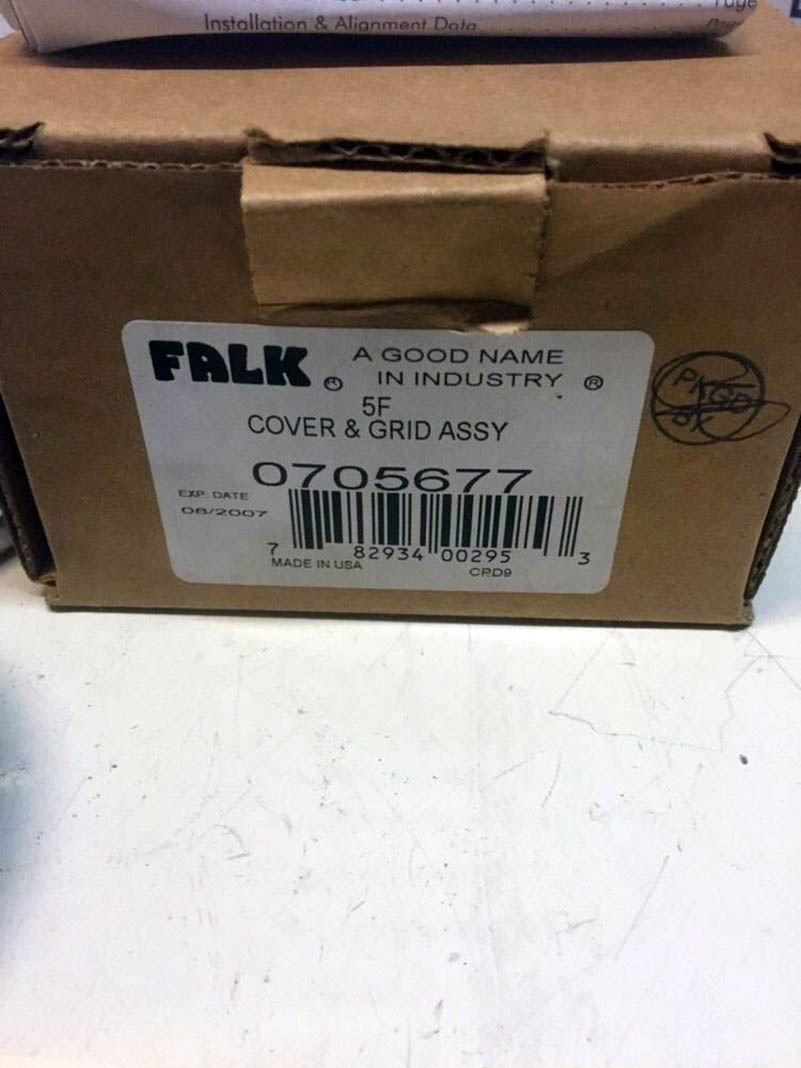 Installation & Alignment Data
FALK ® A GOOD NAME
IN INDUSTRY ®
5F
COVER & GRID ASSY
0705677
EXP. DATE
08/2007
7 82934 00295 3
MADE IN USA
CPD9